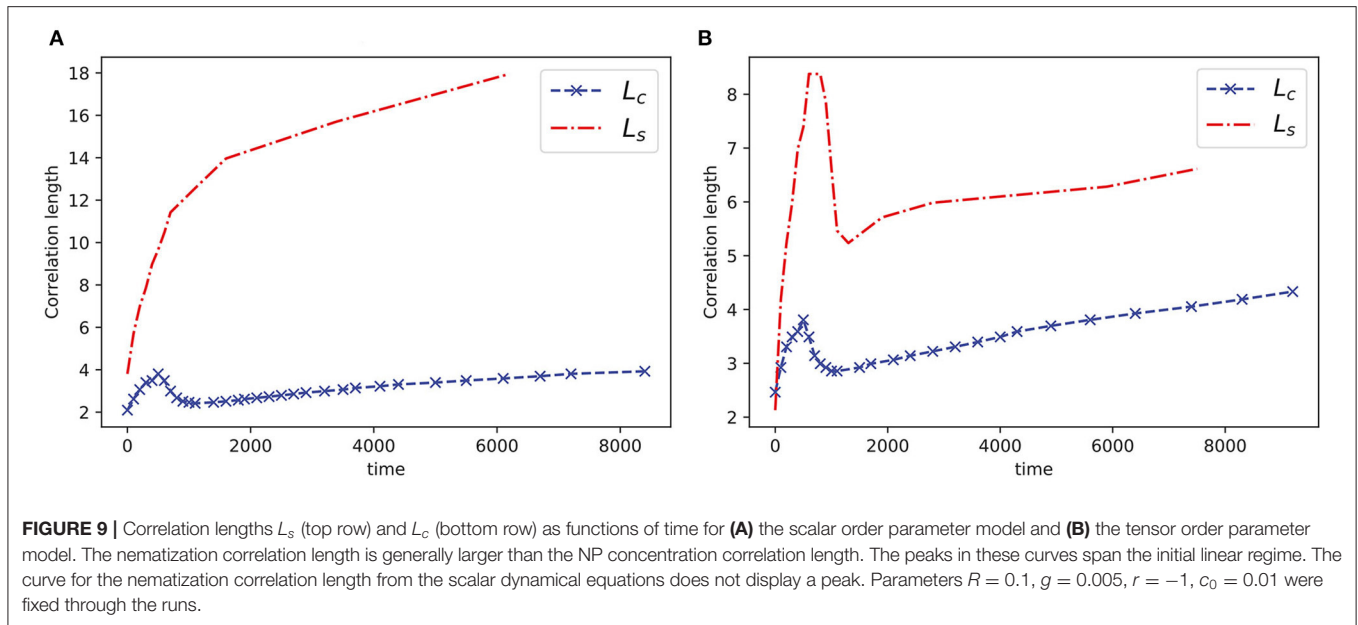 A
B
18
16
14
12
10
8
6
4
2
Correlation length
0
2000
4000
6000
8000
time
L_c
L_s
8
7
6
5
4
3
2
Correlation length
0
2000
4000
6000
8000
time
L_c
L_s
FIGURE 9 | Correlation lengths L_s (top row) and L_c (bottom row) as functions of time for (A) the scalar order parameter model and (B) the tensor order parameter
model. The nematization correlation length is generally larger than the NP concentration correlation length. The peaks in these curves span the initial linear regime. The
curve for the nematization correlation length from the scalar dynamical equations does not display a peak. Parameters R = 0.1, g = 0.005, r = −1, c_0 = 0.01 were
fixed through the runs.